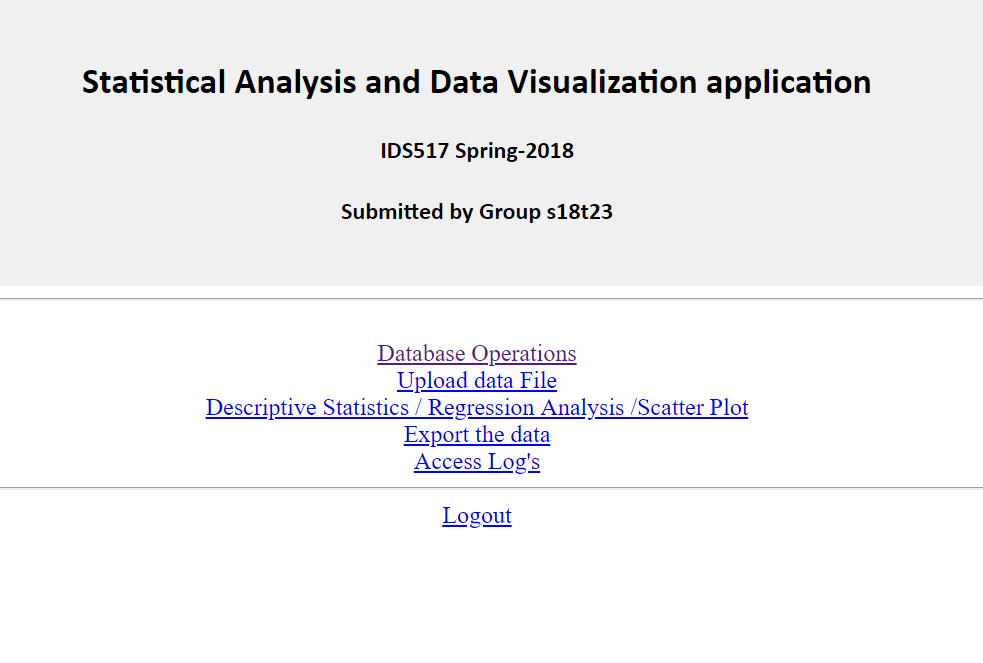 Statistical Analysis and Data Visualization application
IDS517 Spring-2018
Submitted by Group s18t23
Database Operations
Upload data File
Descriptive Statistics / Regression Analysis /Scatter Plot
Export the data
Access Log's
Logout